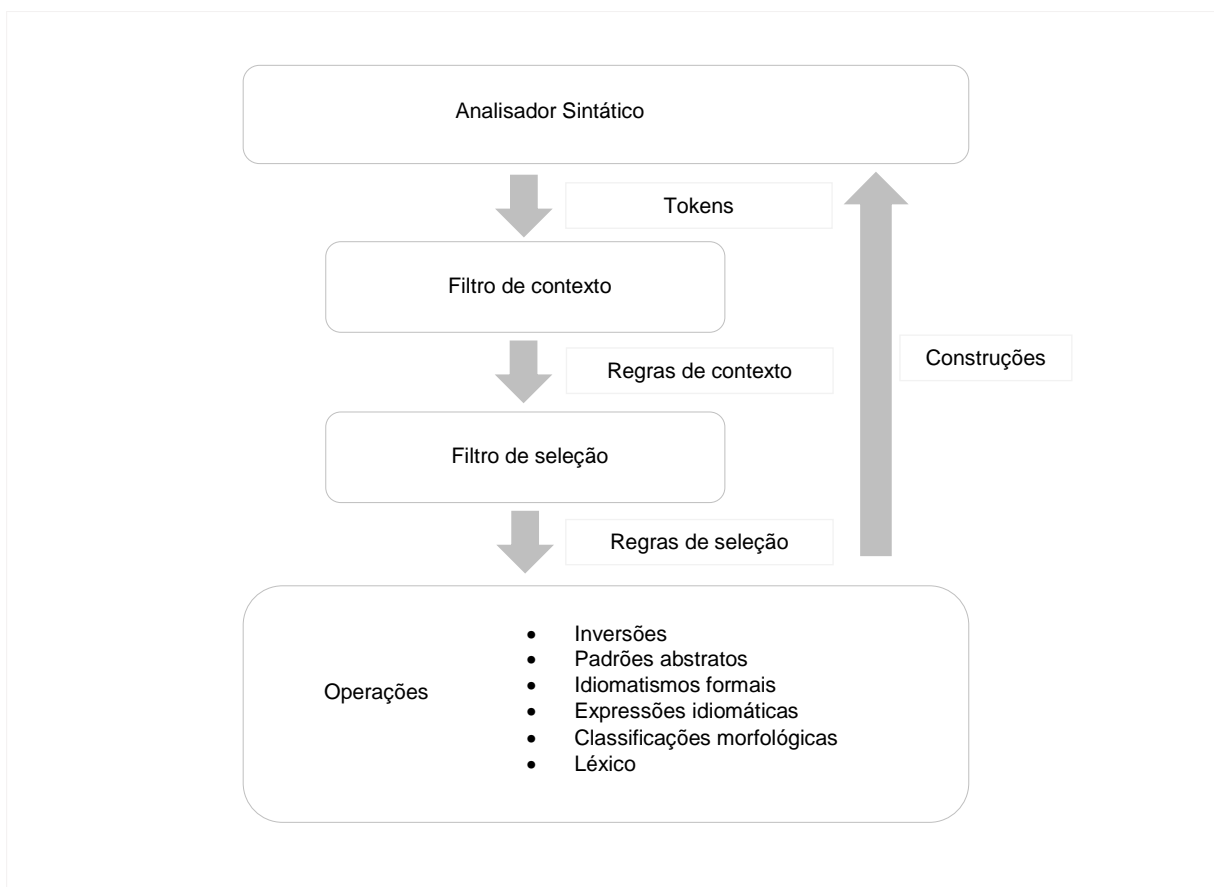 Analisador Sintático
Tokens
Filtro de contexto
Regras de contexto
Construções
Filtro de seleção
Regras de seleção
Operações
• Inversões
• Padrões abstratos
• Idiomatismos formais
• Expressões idiomáticas
• Classificações morfológicas
• Léxico